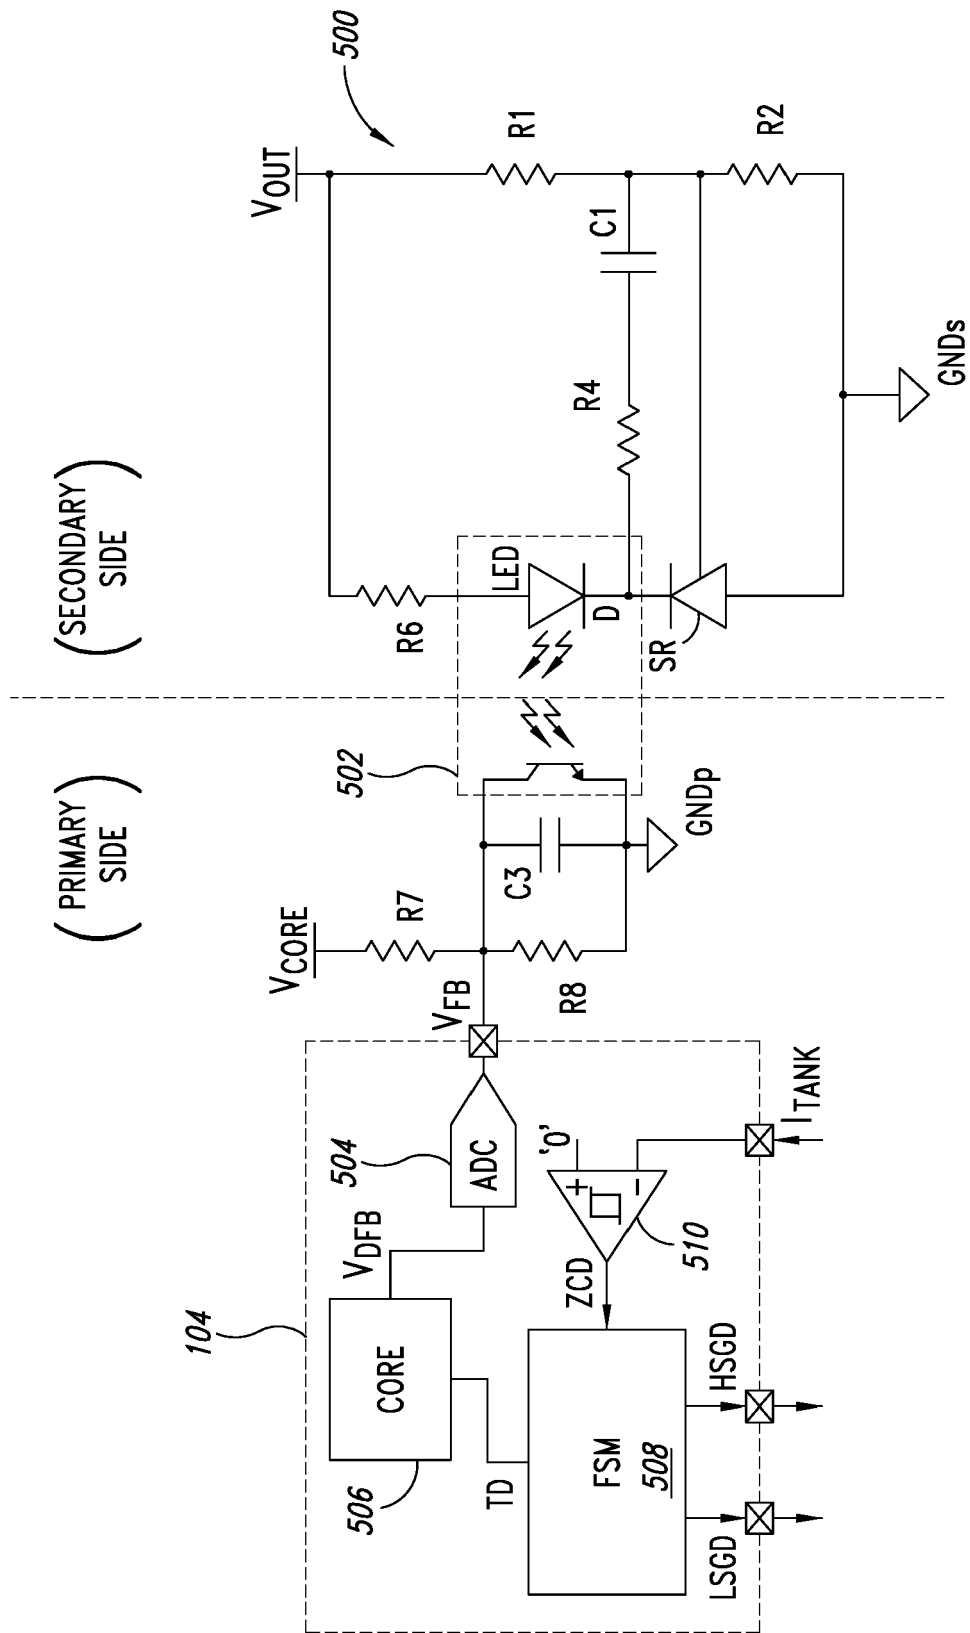 500
VOUT
R1
R2
C1
R4
GNDs
(SECONDARY SIDE)
R6
LED
D
SR
502
(PRIMARY SIDE)
VCORE
R7
C3
GNDp
R8
VFB
104
504
ADC
VDFB
'0'
+
−
ITANK
510
ZCD
CORE
506
TD
FSM
508
HSGD
LSGD